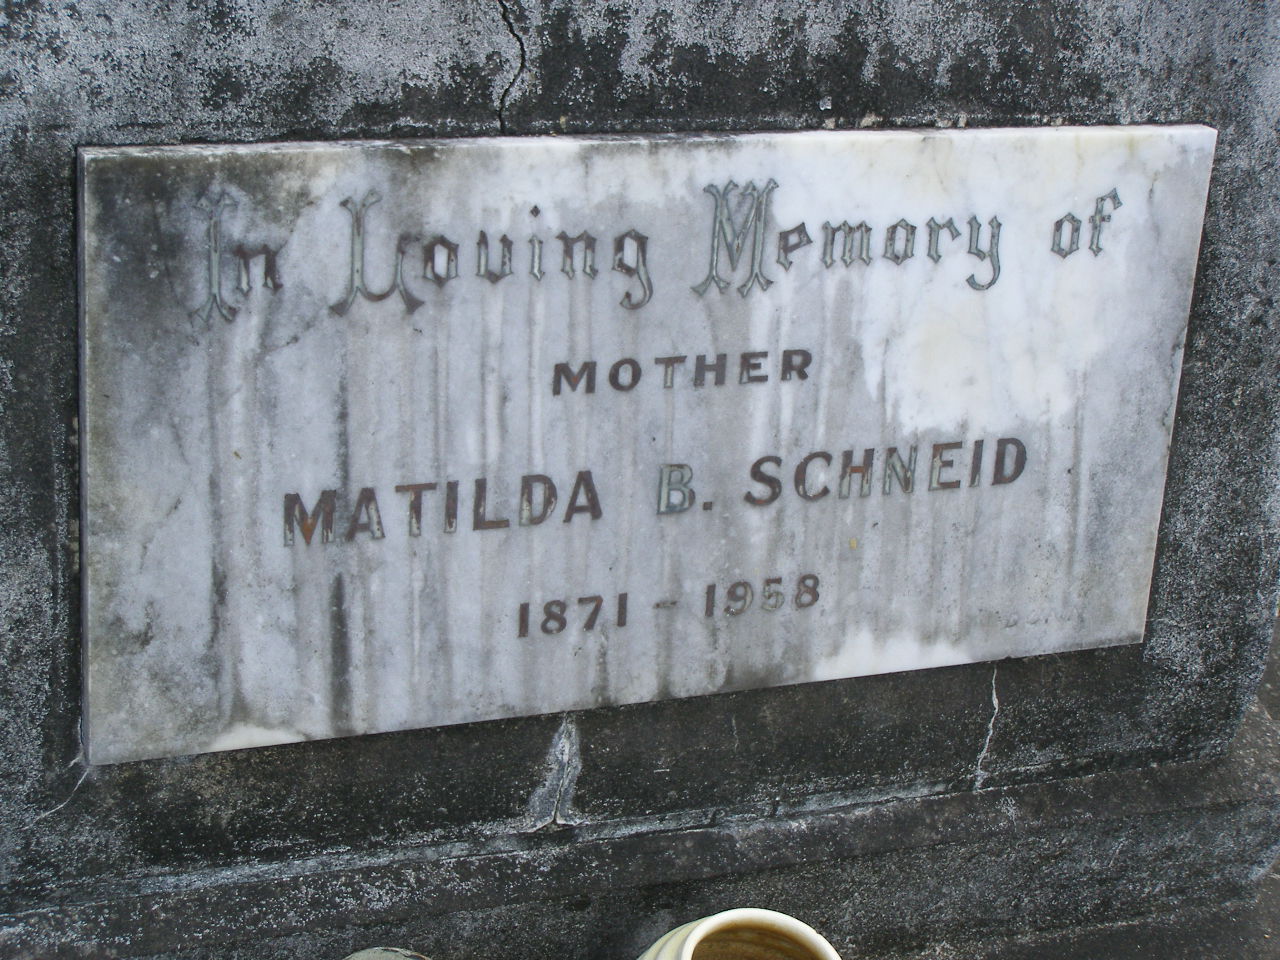 In Loving Memory of
MOTHER
MATILDA B. SCHNEID
1871 - 1958